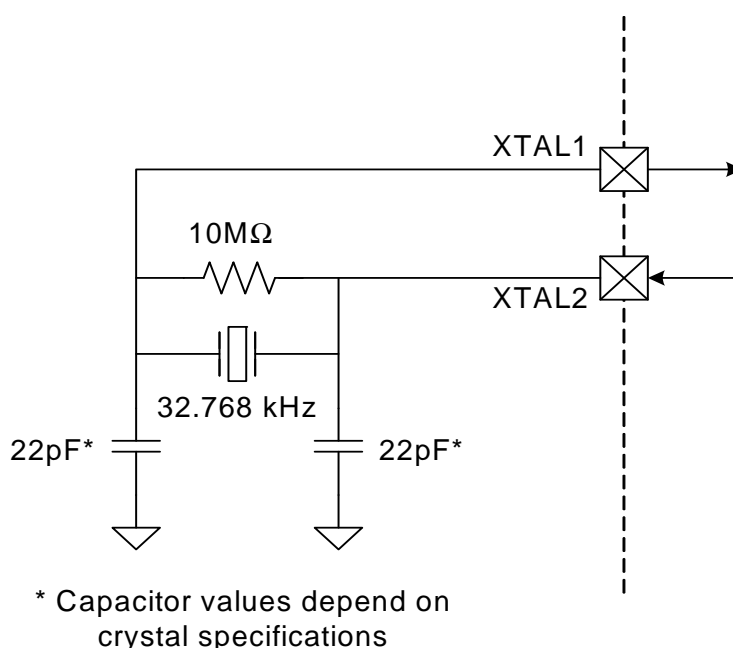 XTAL1
10MΩ
XTAL2
32.768 kHz
22pF*
22pF*
* Capacitor values depend on
crystal specifications